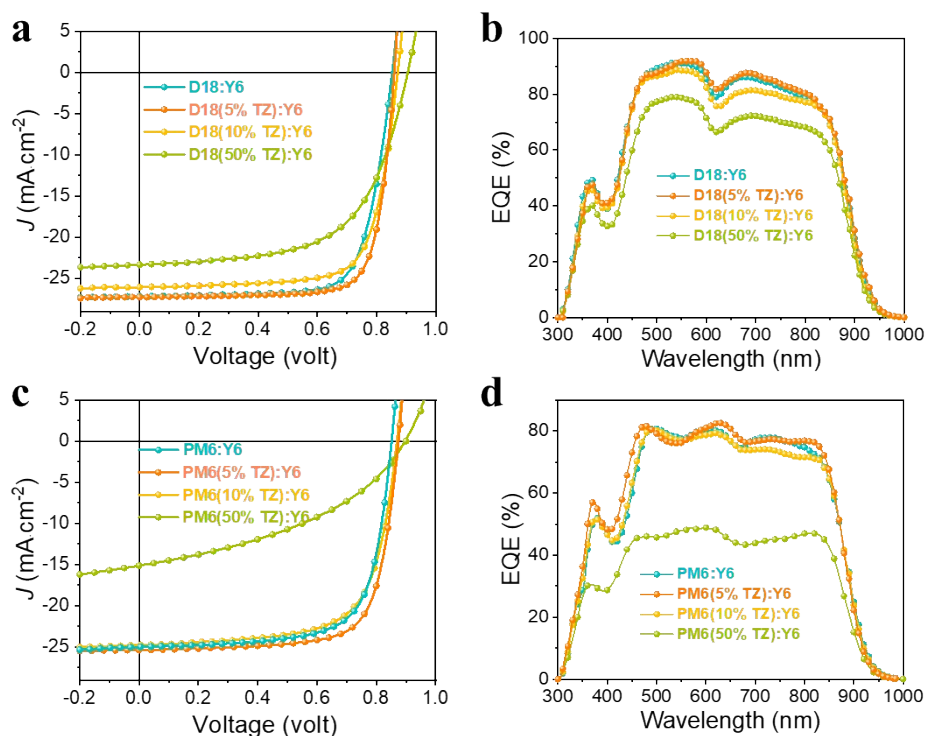 a
5
0
-5
-10
-15
-20
-25
J (mA cm-2)
D18:Y6
D18(5% TZ):Y6
D18(10% TZ):Y6
D18(50% TZ):Y6
-0.2 0.0 0.2 0.4 0.6 0.8 1.0
Voltage (volt)
b
100
80
60
40
20
0
EQE (%)
D18:Y6
D18(5% TZ):Y6
D18(10% TZ):Y6
D18(50% TZ):Y6
300 400 500 600 700 800 900 1000
Wavelength (nm)
c
5
0
-5
-10
-15
-20
-25
J (mA cm-2)
PM6:Y6
PM6(5% TZ):Y6
PM6(10% TZ):Y6
PM6(50% TZ):Y6
-0.2 0.0 0.2 0.4 0.6 0.8 1.0
Voltage (volt)
d
80
60
40
20
0
EQE (%)
PM6:Y6
PM6(5% TZ):Y6
PM6(10% TZ):Y6
PM6(50% TZ):Y6
300 400 500 600 700 800 900 1000
Wavelength (nm)